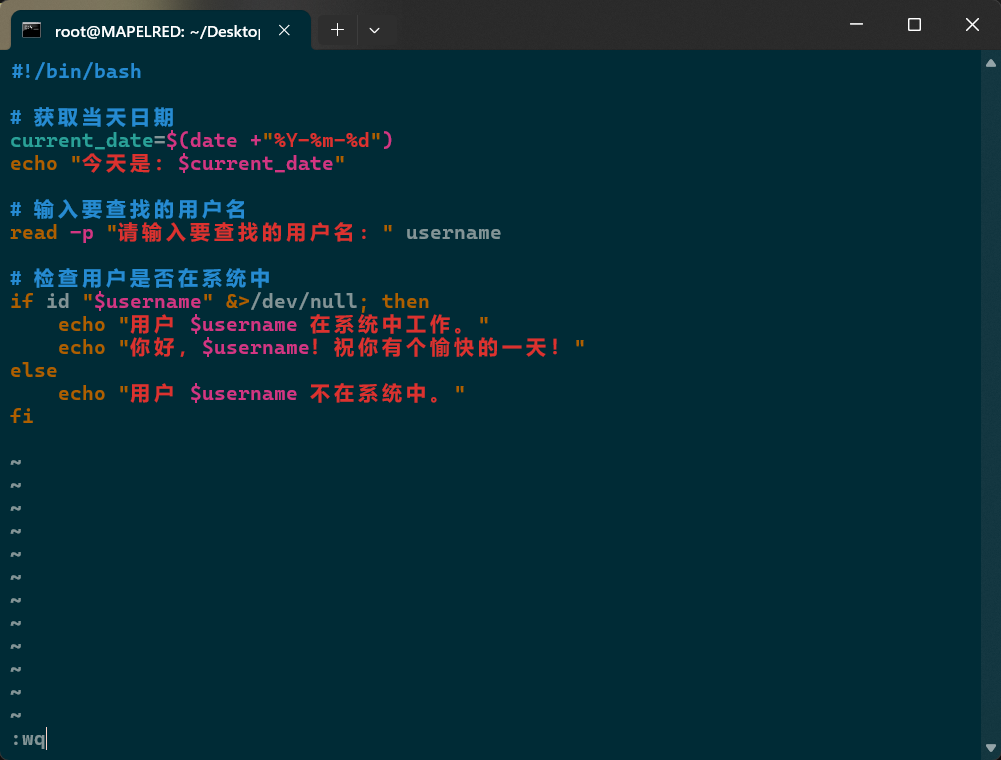 root@MAPELRED: ~/Desktop
#!/bin/bash
# 获取当天日期
current_date=$(date +"%Y-%m-%d")
echo "今天是: $current_date"
# 输入要查找的用户名
read -p "请输入要查找的用户名: " username
# 检查用户是否在系统中
if id "$username" &>/dev/null; then
    echo "用户 $username 在系统中工作。"
    echo "你好, $username! 祝你有个愉快的一天! "
else
    echo "用户 $username 不在系统中。"
fi
~
~
~
~
~
~
~
~
~
~
~
~
:wq